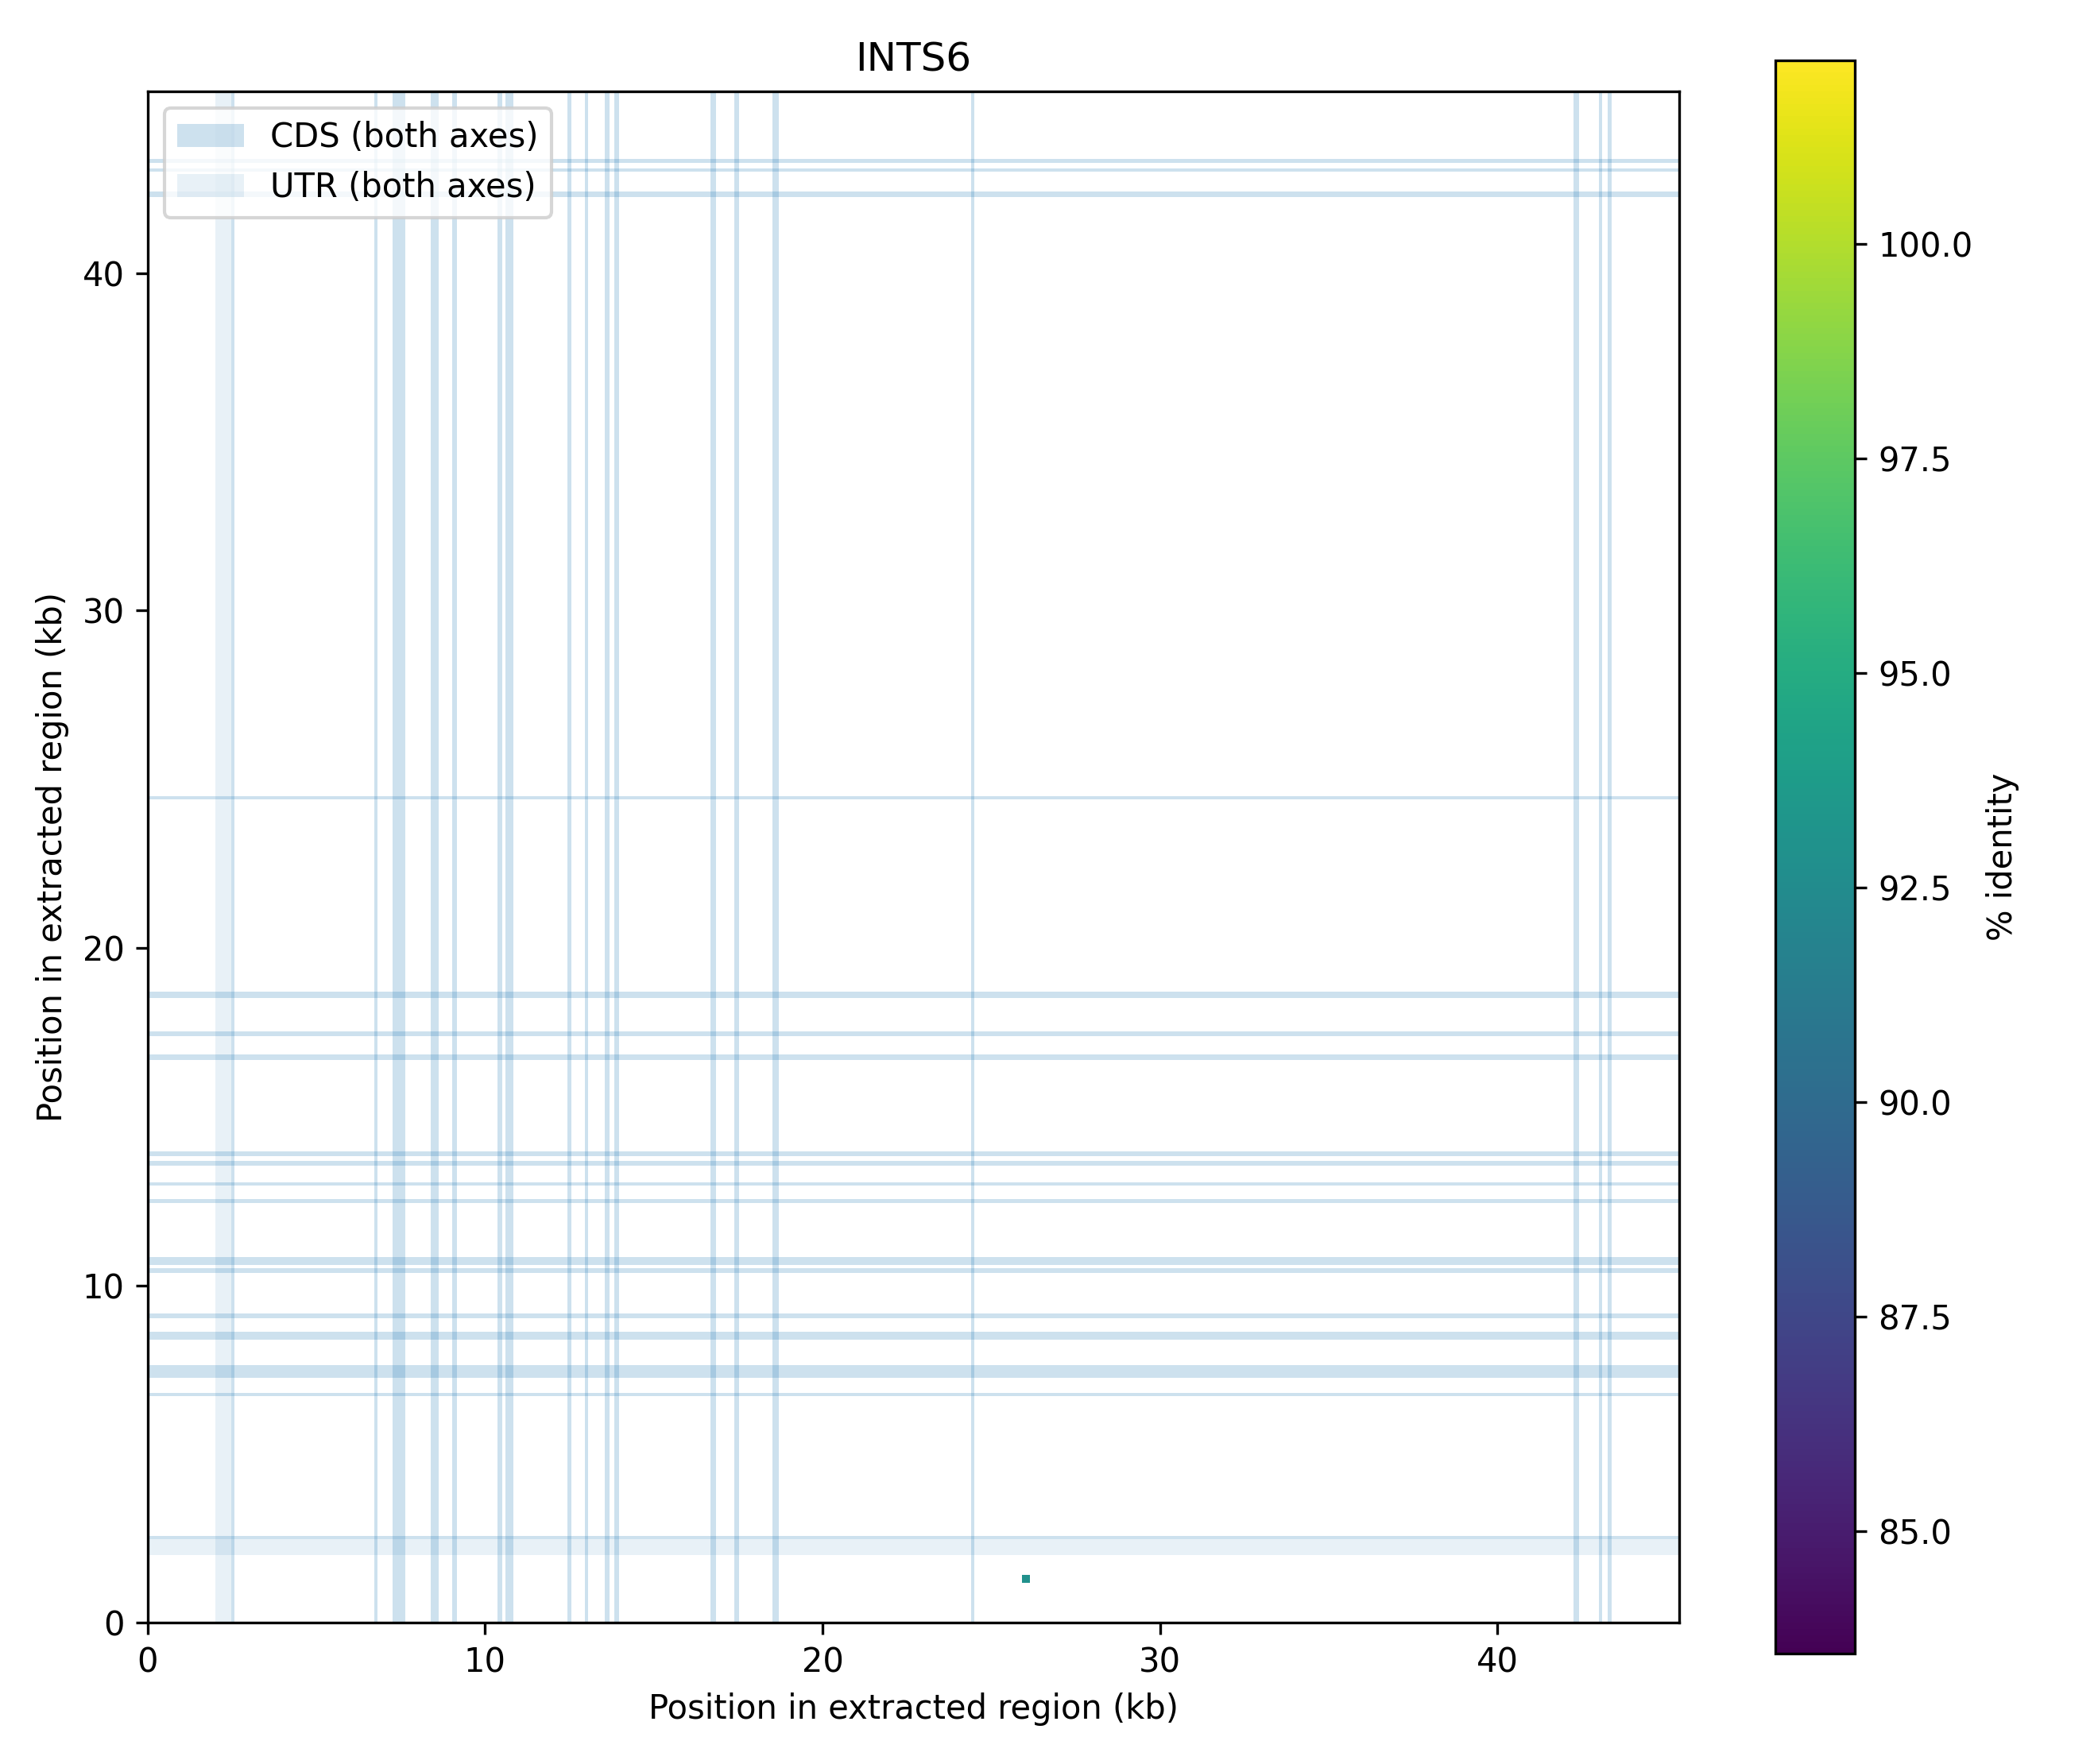 INTS6
CDS (both axes)
UTR (both axes)
Position in extracted region (kb)
40
30
20
10
0
0 10 20 30 40
Position in extracted region (kb)
100.0
97.5
95.0
92.5
90.0
87.5
85.0
% identity